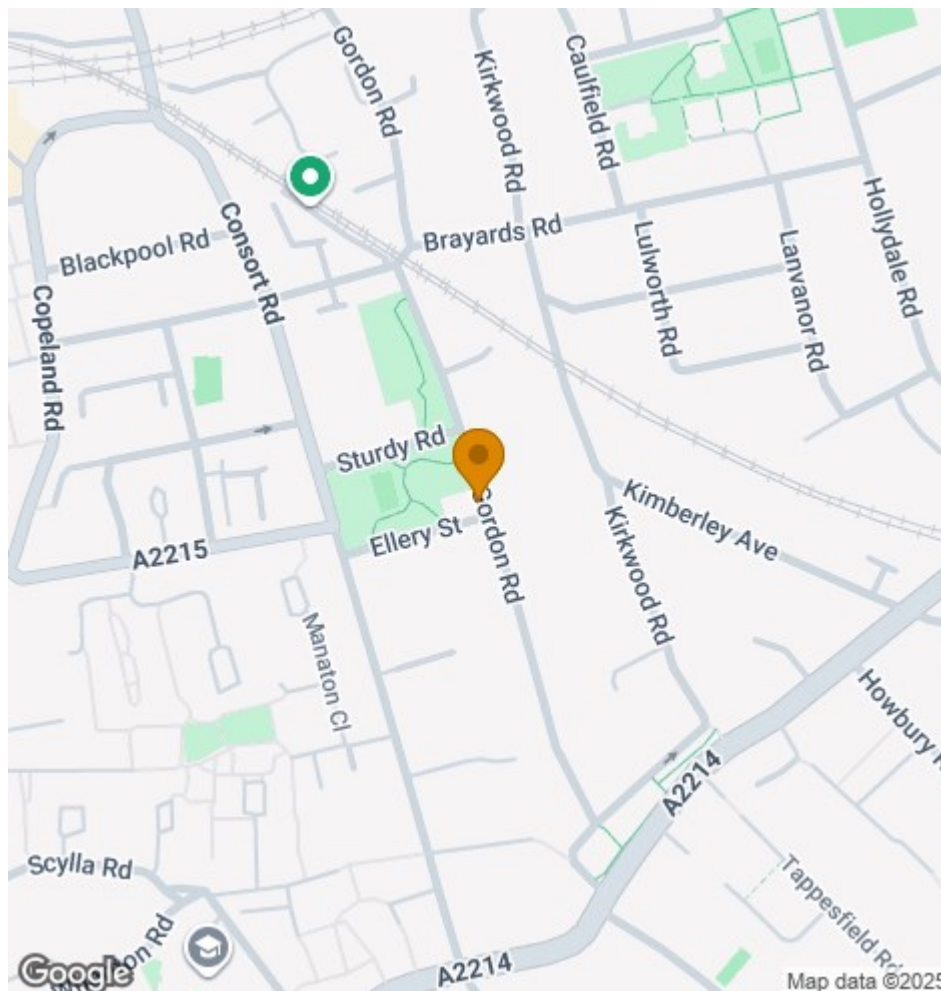 Gordon Rd
Kirkwood Rd
Caulfield Rd
Hollydale Rd
Blackpool Rd
Consort Rd
Brayards Rd
Lulworth Rd
Lanvanor Rd
Copeland Rd
Sturdy Rd
Gordon Rd
Ellery St
A2215
Kimberley Ave
Kirkwood Rd
Manaton Cl
Howbury
A2214
Scylla Rd
Tappesfield Rd
Rd
A2214
Google
Map data ©2025